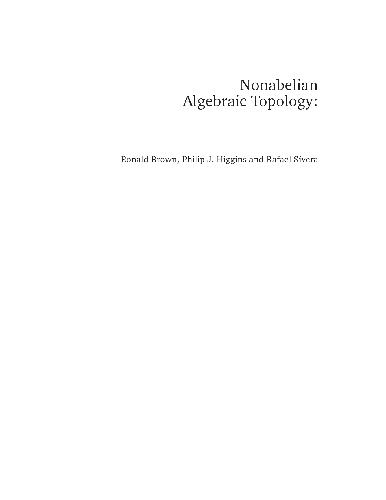 Nonabelian
Algebraic Topology:
Ronald Brown, Philip J. Higgins and Rafael Sivera